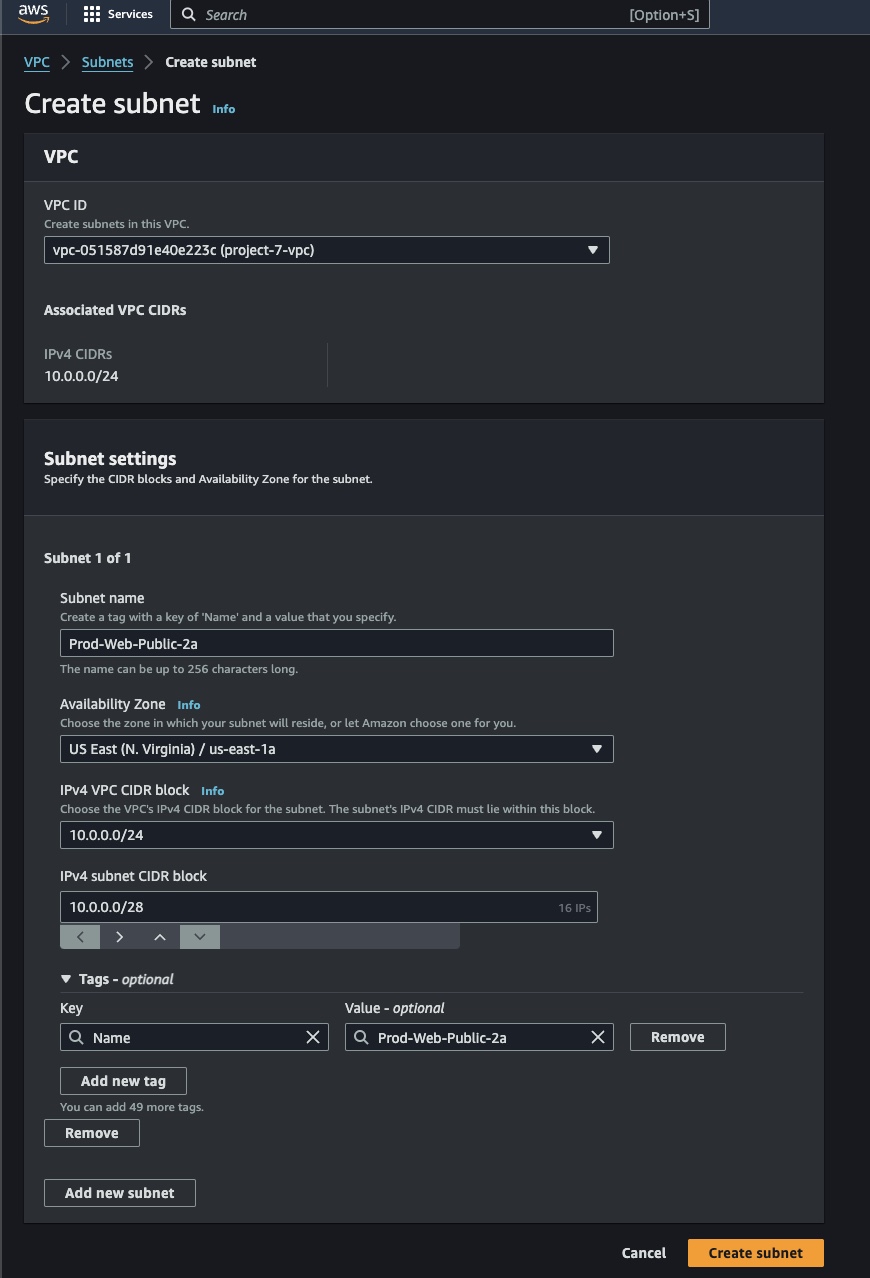 aws Services Search [Option+S]
VPC Subnets Create subnet
Create subnet Info
VPC
VPC ID
Create subnets in this VPC.
vpc-051587d91e40e223c (project-7-vpc)
Associated VPC CIDRs
IPv4 CIDRs
10.0.0.0/24
Subnet settings
Specify the CIDR blocks and Availability Zone for the subnet.
Subnet 1 of 1
Subnet name
Create a tag with a key of 'Name' and a value that you specify.
Prod-Web-Public-2a
The name can be up to 256 characters long.
Availability Zone Info
Choose the zone in which your subnet will reside, or let Amazon choose one for you.
US East (N. Virginia) / us-east-1a
IPv4 VPC CIDR block Info
Choose the VPC's IPv4 CIDR block for the subnet. The subnet's IPv4 CIDR must lie within this block.
10.0.0.0/24
IPv4 subnet CIDR block
10.0.0.0/28 16 IPs
Tags - optional
Key Value - optional
Name Prod-Web-Public-2a Remove
Add new tag
You can add 49 more tags.
Remove
Add new subnet
Cancel Create subnet